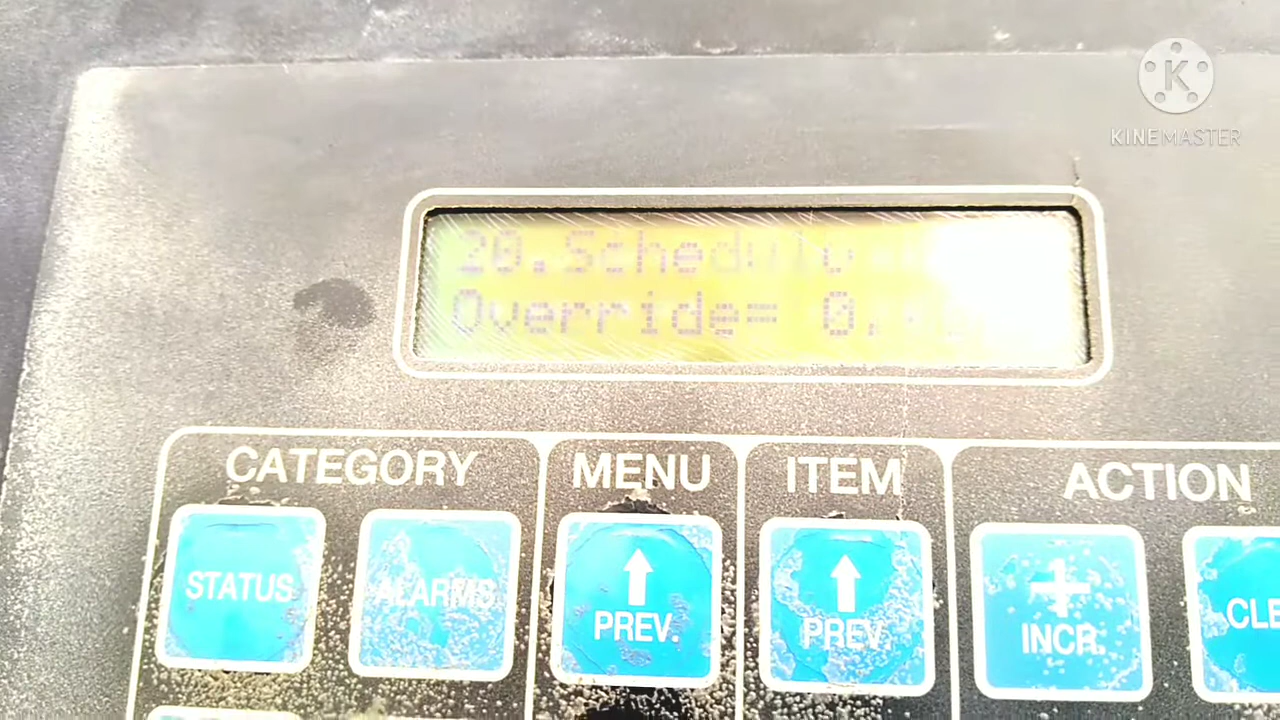 K
KINEMASTER
20.Schedule
Override= 0.
CATEGORY
MENU
ITEM
ACTION
STATUS
ALARMS
PREV.
PREV.
+
INCR.